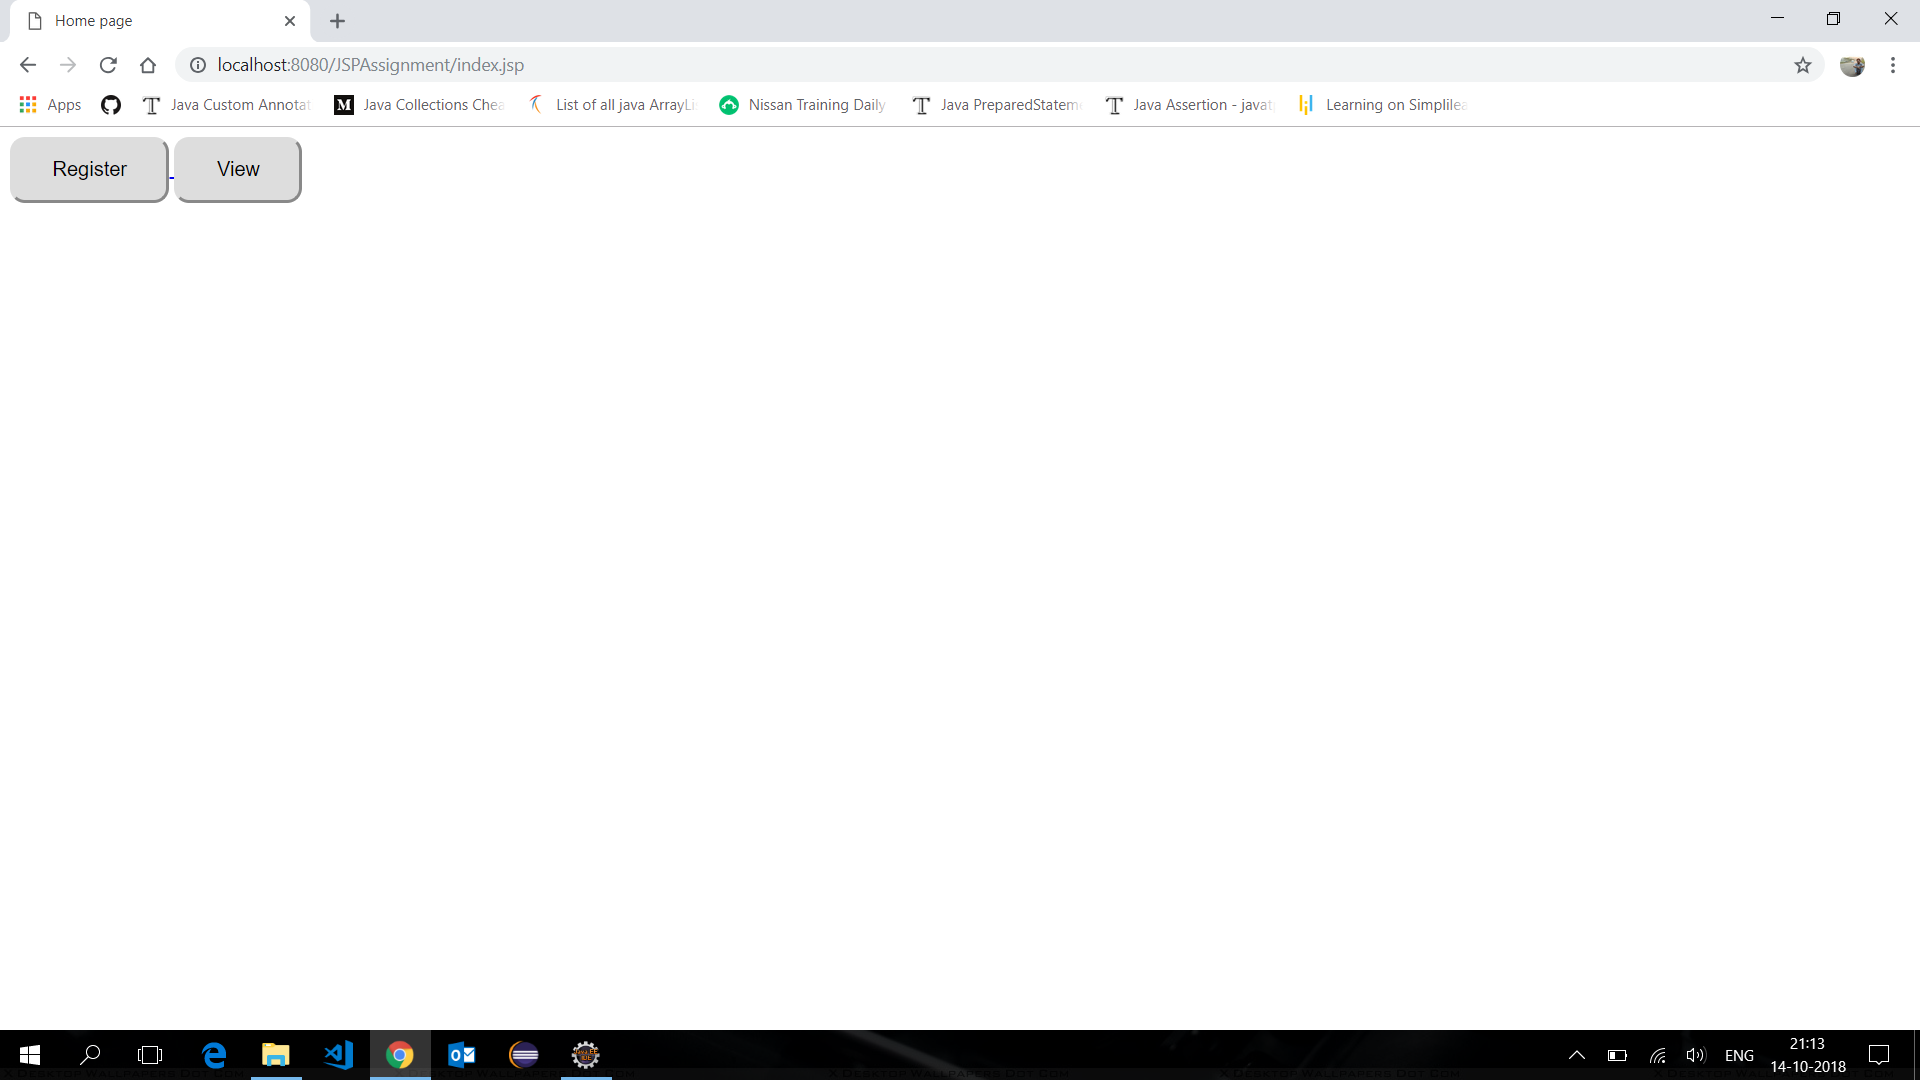 Home page
localhost:8080/JSPAssignment/index.jsp
Apps Java Custom Annotat Java Collections Chea List of all java ArrayLi Nissan Training Daily Java PreparedStatem Java Assertion - javat Learning on Simplilea
Register View
21:13
ENG
14-10-2018